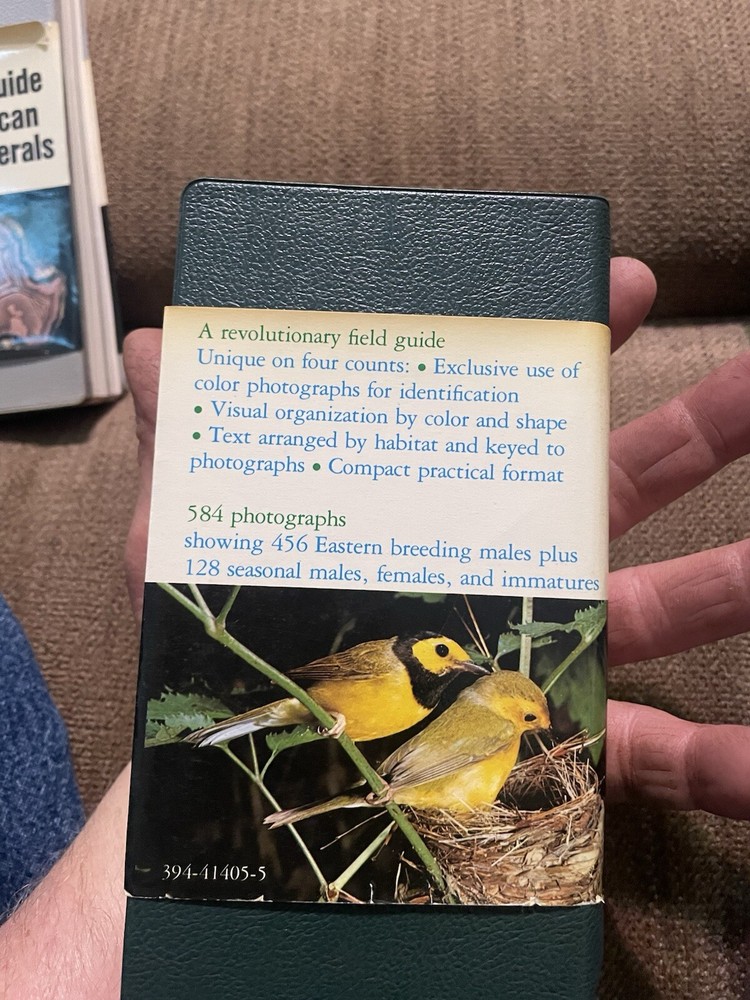 uide
can
erals
A revolutionary field guide
Unique on four counts: • Exclusive use of
color photographs for identification
• Visual organization by color and shape
• Text arranged by habitat and keyed to
photographs • Compact practical format
584 photographs
showing 456 Eastern breeding males plus
128 seasonal males, females, and immatures
394-41405-5